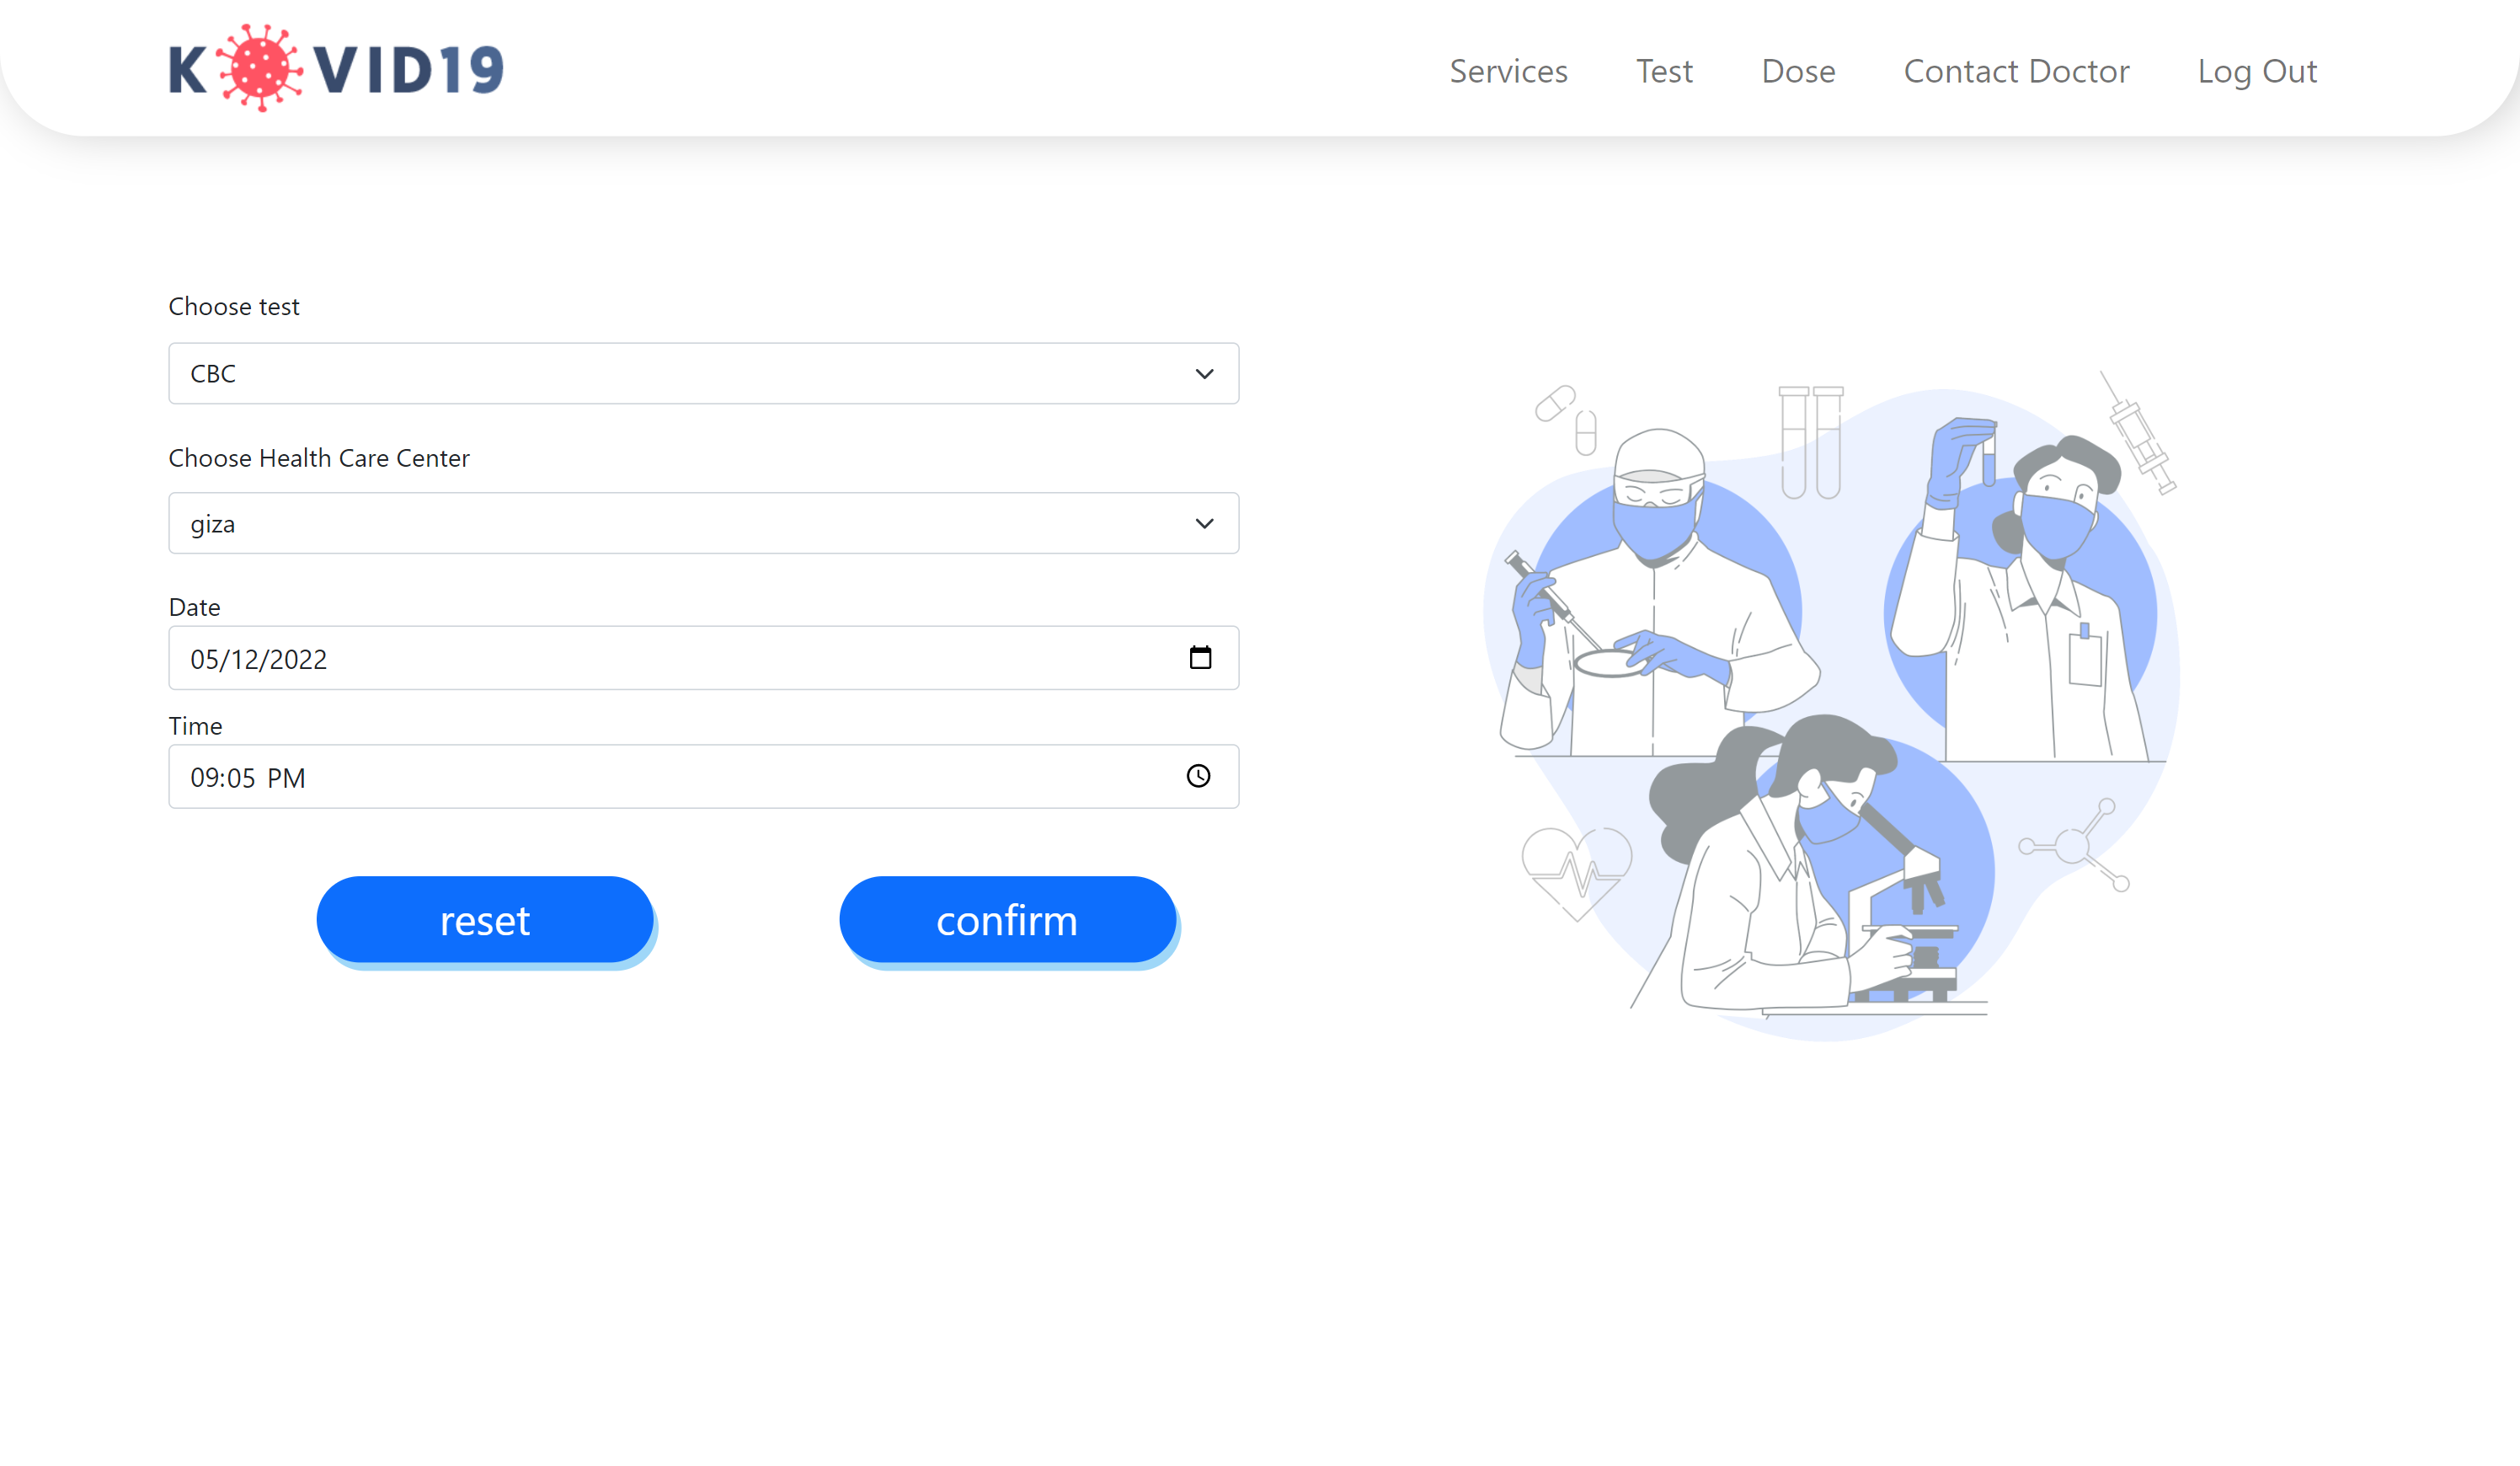 KOVID19
Services Test Dose Contact Doctor Log Out
Choose test
CBC
Choose Health Care Center
giza
Date
05/12/2022
Time
09:05 PM
reset confirm